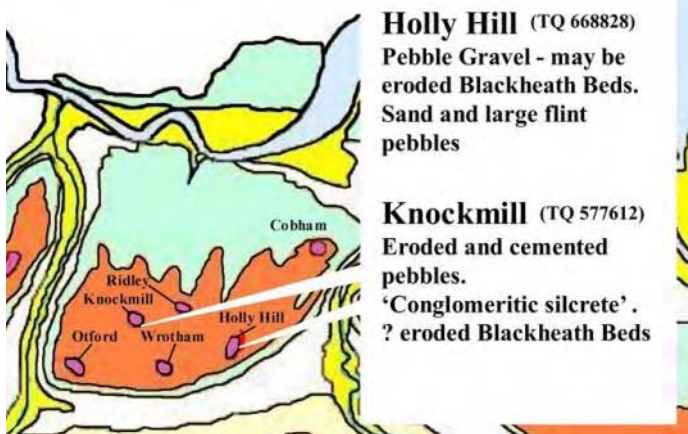 Holly Hill (TQ 668828)
Pebble Gravel - may be
eroded Blackheath Beds.
Sand and large flint
pebbles
Knockmill (TQ 577612)
Eroded and cemented
pebbles.
‘Conglomeritic silcrete’ .
? eroded Blackheath Beds
Cobham
Ridley
Knockmill
Holly Hill
Otford
Wrotham